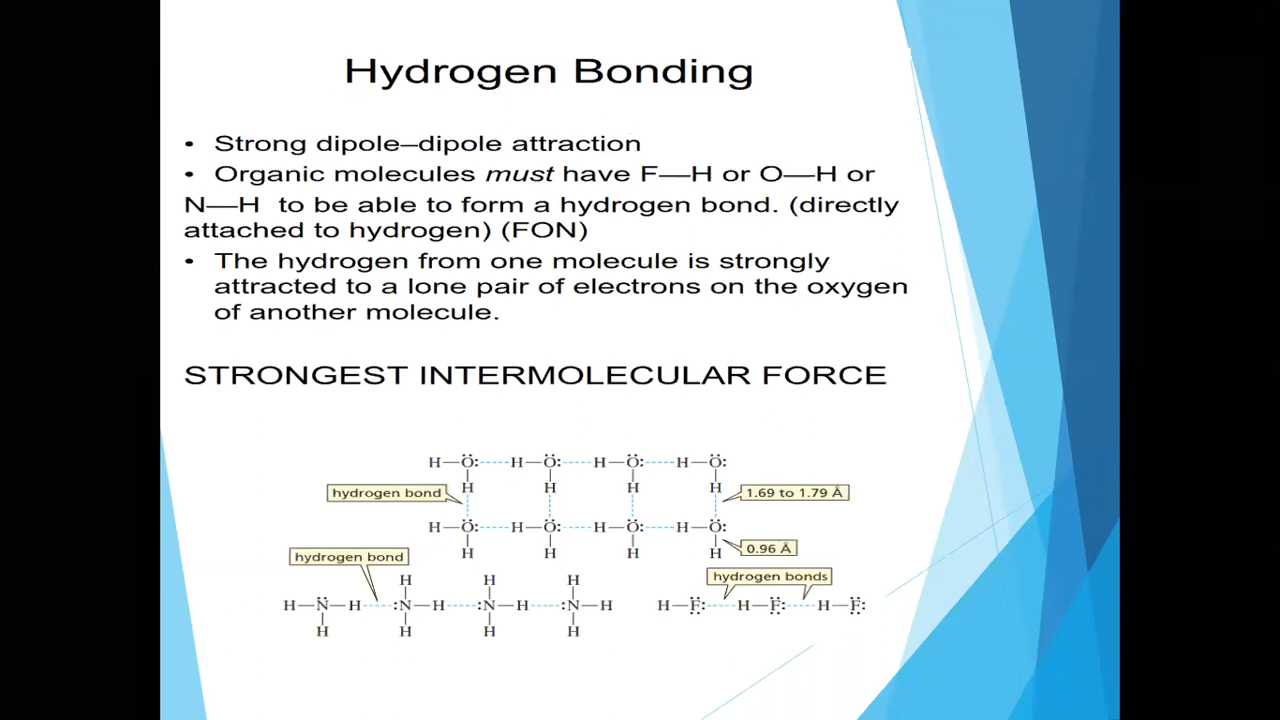 Hydrogen Bonding
• Strong dipole–dipole attraction
• Organic molecules must have F—H or O—H or
N—H to be able to form a hydrogen bond. (directly
attached to hydrogen) (FON)
• The hydrogen from one molecule is strongly
attracted to a lone pair of electrons on the oxygen
of another molecule.
STRONGEST INTERMOLECULAR FORCE
H—Ö:----H—Ö:----H—Ö:----H—Ö:
H H H H
hydrogen bond
1.69 to 1.79 Å
H—Ö:----H—Ö:----H—Ö:----H—Ö:
H H H H
0.96 Å
hydrogen bond
hydrogen bonds
H H H
H—N̈—H----:N—H----:N—H----:N—H
H H H H
H—F̈:----H—F̈:----H—F̈: